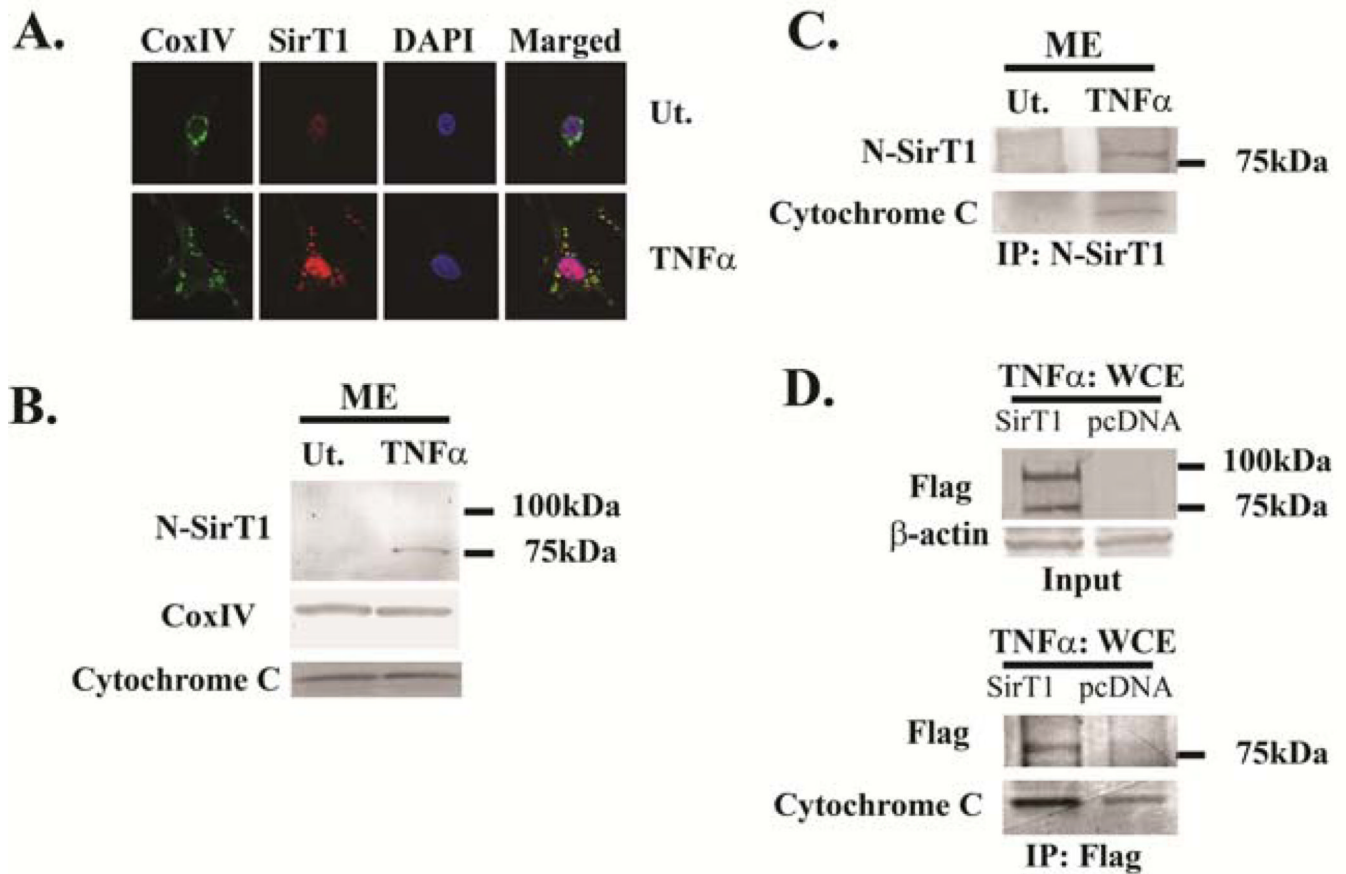 A.
CoxIV SirT1 DAPI Marged
Ut.
TNFα
B.
ME
Ut. TNFα
N-SirT1
100kDa
75kDa
CoxIV
Cytochrome C
C.
ME
Ut. TNFα
N-SirT1
75kDa
Cytochrome C
IP: N-SirT1
D.
TNFα: WCE
SirT1 pcDNA
Flag
100kDa
75kDa
β-actin
Input
TNFα: WCE
SirT1 pcDNA
Flag
75kDa
Cytochrome C
IP: Flag